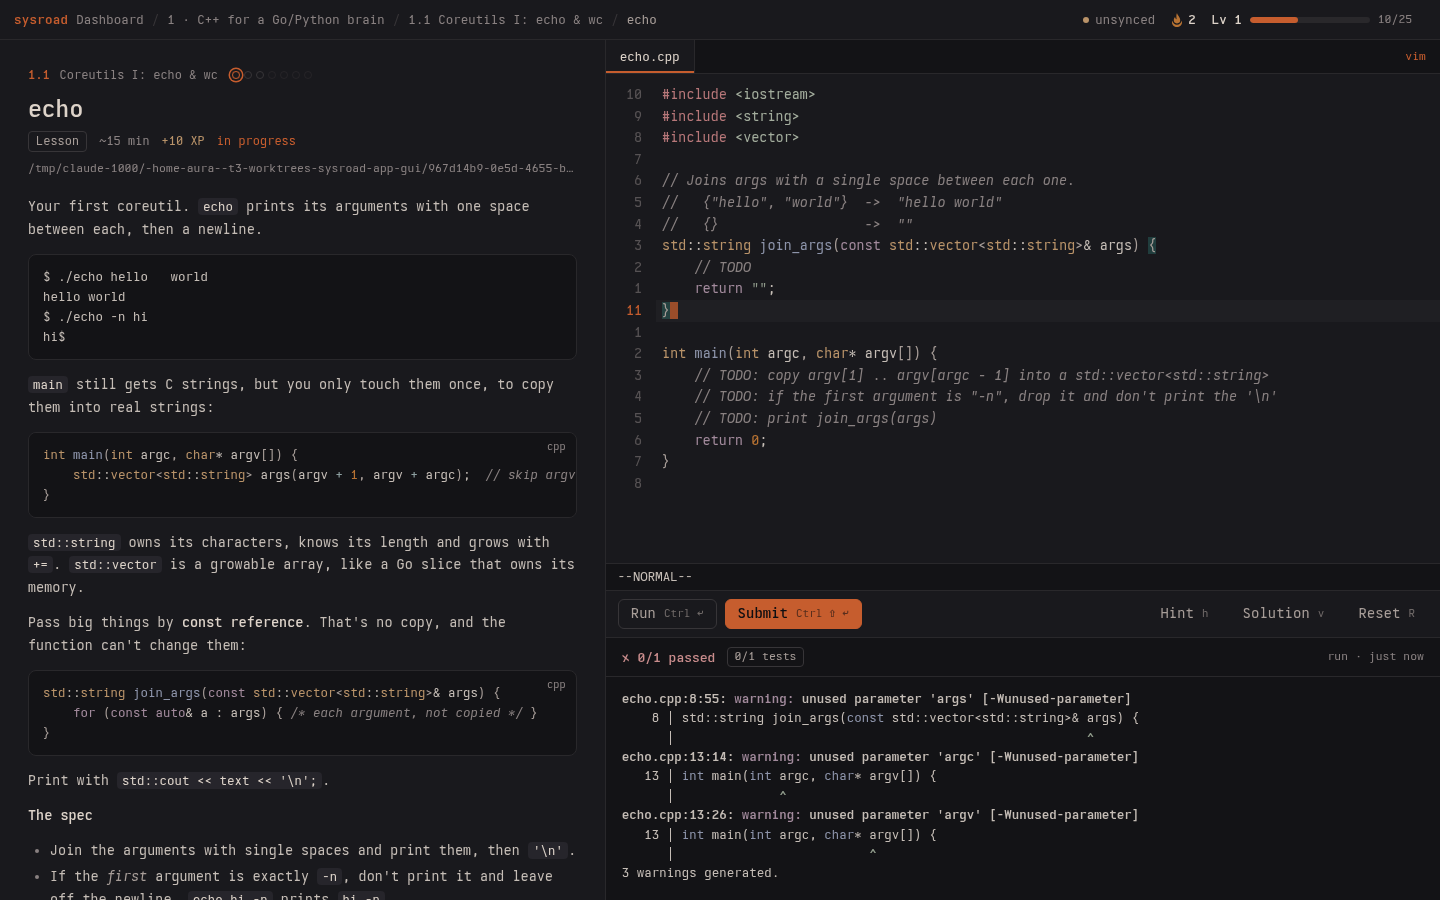 sysroad Dashboard / 1 · C++ for a Go/Python brain / 1.1 Coreutils I: echo & wc / echo
unsynced 2 Lv 1 10/25
1.1 Coreutils I: echo & wc
echo
Lesson ~15 min +10 XP in progress
/tmp/claude-1000/-home-aura--t3-worktrees-sysroad-app-gui/967d14b9-0e5d-4655-b…
Your first coreutil. echo prints its arguments with one space
between each, then a newline.
$ ./echo hello   world
hello world
$ ./echo -n hi
hi$
main still gets C strings, but you only touch them once, to copy
them into real strings:
cpp
int main(int argc, char* argv[]) {
    std::vector<std::string> args(argv + 1, argv + argc);  // skip argv
}
std::string owns its characters, knows its length and grows with
+=. std::vector is a growable array, like a Go slice that owns its
memory.
Pass big things by const reference. That's no copy, and the
function can't change them:
cpp
std::string join_args(const std::vector<std::string>& args) {
    for (const auto& a : args) { /* each argument, not copied */ }
}
Print with std::cout << text << '\n';.
The spec
• Join the arguments with single spaces and print them, then '\n'.
• If the first argument is exactly -n, don't print it and leave
off the newline. echo hi -n prints hi -n
echo.cpp
vim
10 #include <iostream>
9 #include <string>
8 #include <vector>
7
6 // Joins args with a single space between each one.
5 //   {"hello", "world"}  ->  "hello world"
4 //   {}                  ->  ""
3 std::string join_args(const std::vector<std::string>& args) {
2     // TODO
1     return "";
11 }
1
2 int main(int argc, char* argv[]) {
3     // TODO: copy argv[1] .. argv[argc - 1] into a std::vector<std::string>
4     // TODO: if the first argument is "-n", drop it and don't print the '\n'
5     // TODO: print join_args(args)
6     return 0;
7 }
8
--NORMAL--
Run Ctrl ↵ Submit Ctrl ⇧ ↵ Hint h Solution v Reset R
✗ 0/1 passed 0/1 tests run · just now
echo.cpp:8:55: warning: unused parameter 'args' [-Wunused-parameter]
    8 | std::string join_args(const std::vector<std::string>& args) {
      |                                                       ^
echo.cpp:13:14: warning: unused parameter 'argc' [-Wunused-parameter]
   13 | int main(int argc, char* argv[]) {
      |              ^
echo.cpp:13:26: warning: unused parameter 'argv' [-Wunused-parameter]
   13 | int main(int argc, char* argv[]) {
      |                          ^
3 warnings generated.